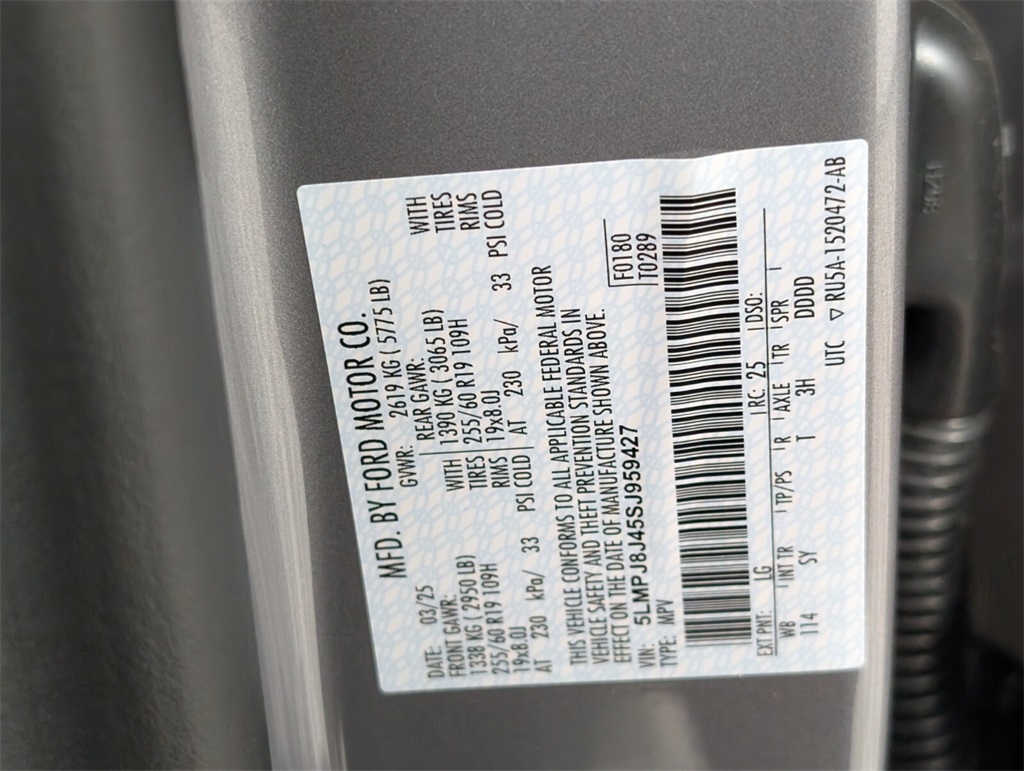 MFD. BY FORD MOTOR CO.
DATE: 03/25 GVWR: 2619 KG ( 5775 LB)
FRONT GAWR: REAR GAWR: WITH
1338 KG ( 2950 LB) WITH 1390 KG ( 3065 LB) TIRES
255/60 R19 109H TIRES 255/60 R19 109H RIMS
19x8.0J RIMS 19x8.0J
AT 230 kPa/ 33 PSI COLD AT 230 kPa/ 33 PSI COLD
THIS VEHICLE CONFORMS TO ALL APPLICABLE FEDERAL MOTOR
VEHICLE SAFETY AND THEFT PREVENTION STANDARDS IN
EFFECT ON THE DATE OF MANUFACTURE SHOWN ABOVE.
VIN: 5LMPJ8J45SJ959427 F0180
TYPE: MPV T0289
EXT PNT: LG RC: 25 DSO:
WB INT TR TP/PS R AXLE TR SPR
114 SY T 3H DDDD
UTC ▽ RU5A-1520472-AB